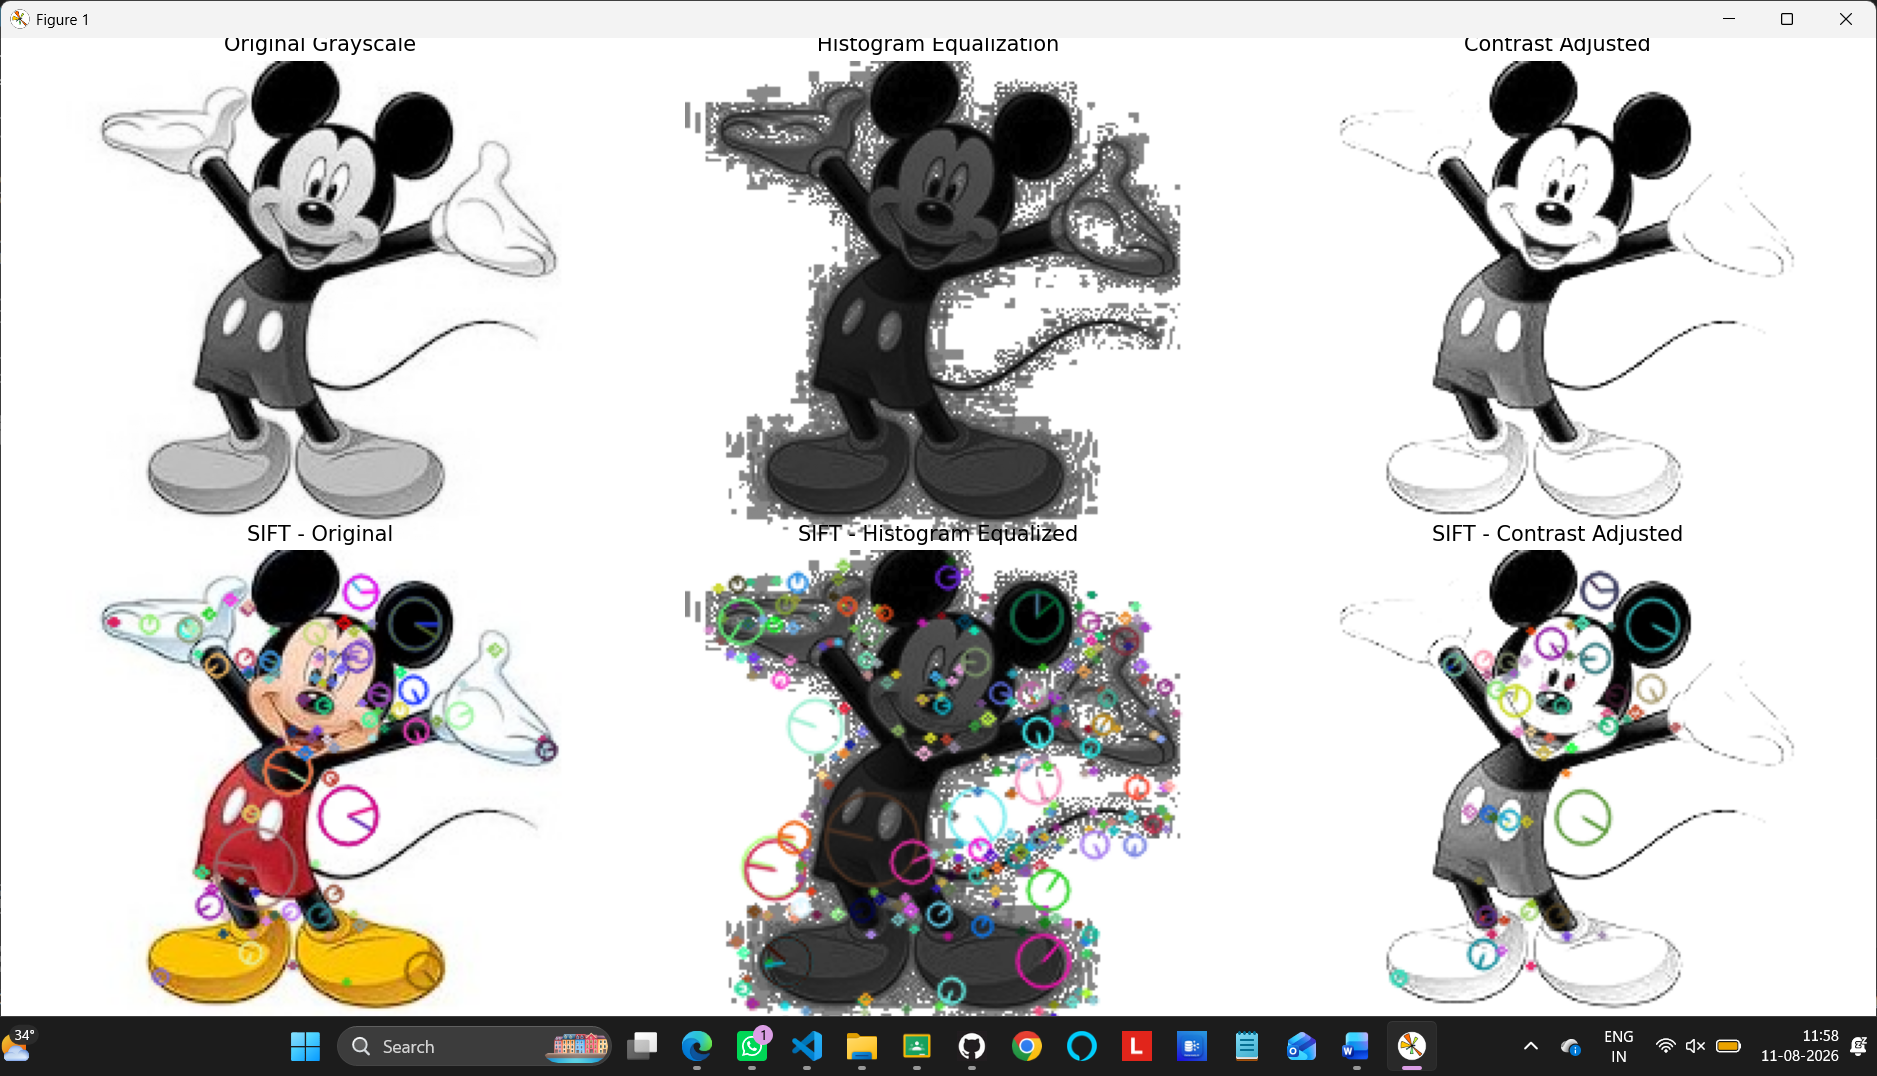 Figure 1
Original Grayscale
Histogram Equalization
Contrast Adjusted
SIFT - Original
SIFT - Histogram Equalized
SIFT - Contrast Adjusted
34°
Search
1
L
W
ENG
IN
11:58
11-08-2026